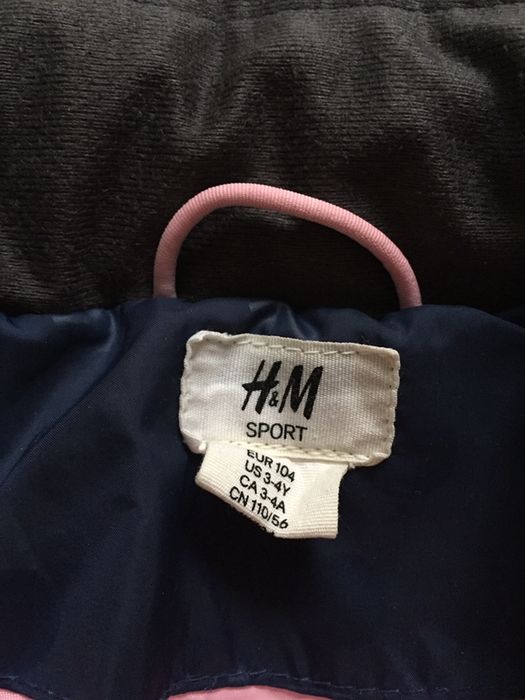 H&M
SPORT
EUR 104
US 3-4Y
CA 3-4A
CN 110/56